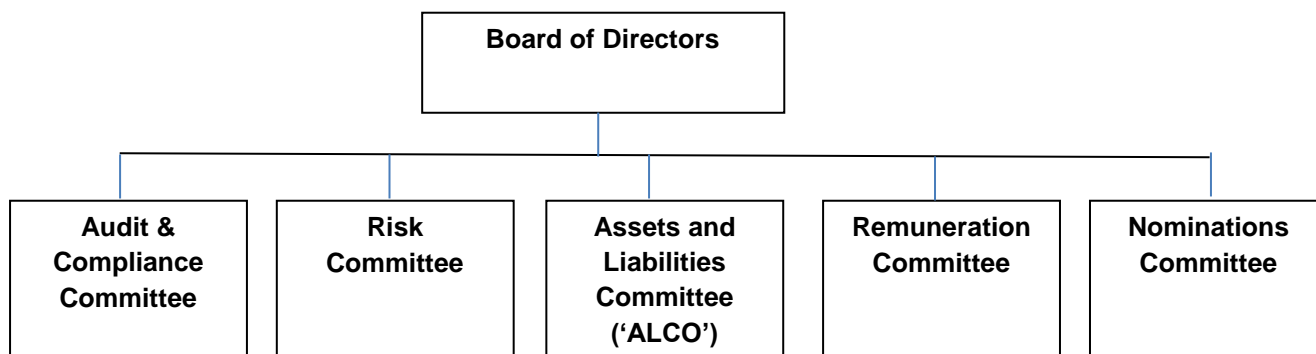 Board of Directors
Audit &
Compliance
Committee
Risk
Committee
Assets and
Liabilities
Committee
(‘ALCO’)
Remuneration
Committee
Nominations
Committee